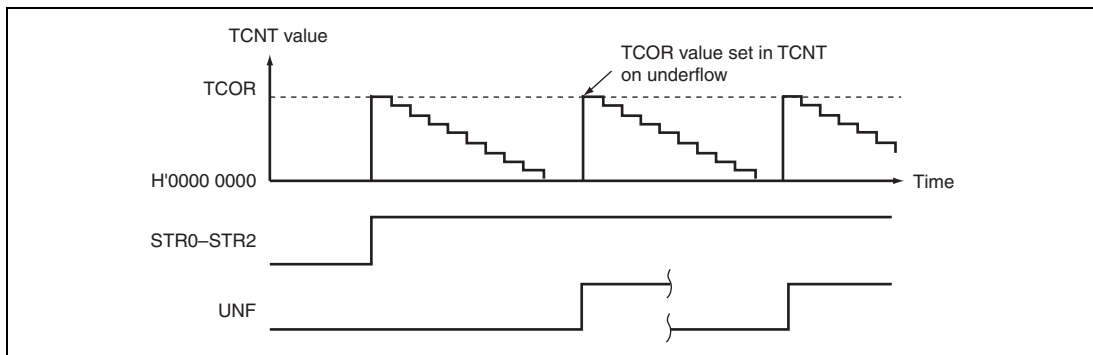 TCNT value
TCOR value set in TCNT
on underflow
TCOR
H'0000 0000
Time
STR0–STR2
UNF